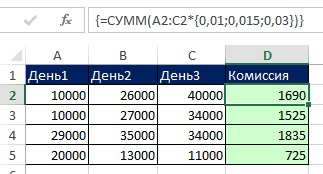 fx {=СУММ(A2:C2*{0,01;0,015;0,03})}
A B C D
1 День1 День2 День3 Комиссия
2 10000 26000 40000 1690
3 10000 27000 34000 1525
4 29000 35000 34000 1835
5 20000 13000 11000 725